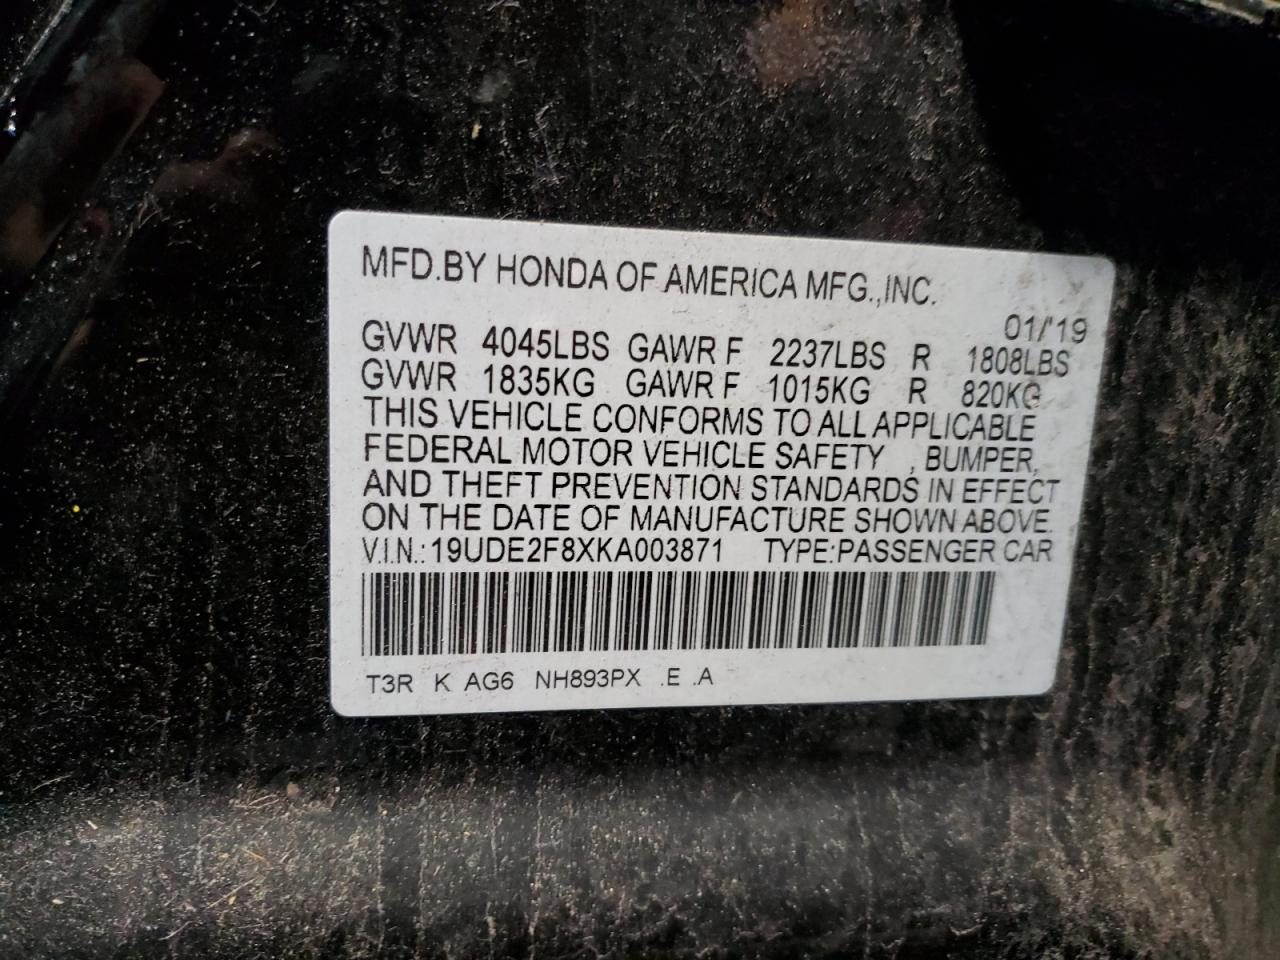 MFD.BY HONDA OF AMERICA MFG.,INC.
01/'19
GVWR 4045LBS GAWR F 2237LBS R 1808LBS
GVWR 1835KG GAWR F 1015KG R 820KG
THIS VEHICLE CONFORMS TO ALL APPLICABLE
FEDERAL MOTOR VEHICLE SAFETY , BUMPER,
AND THEFT PREVENTION STANDARDS IN EFFECT
ON THE DATE OF MANUFACTURE SHOWN ABOVE.
V.I.N.: 19UDE2F8XKA003871 TYPE:PASSENGER CAR
T3R K AG6 NH893PX .E .A